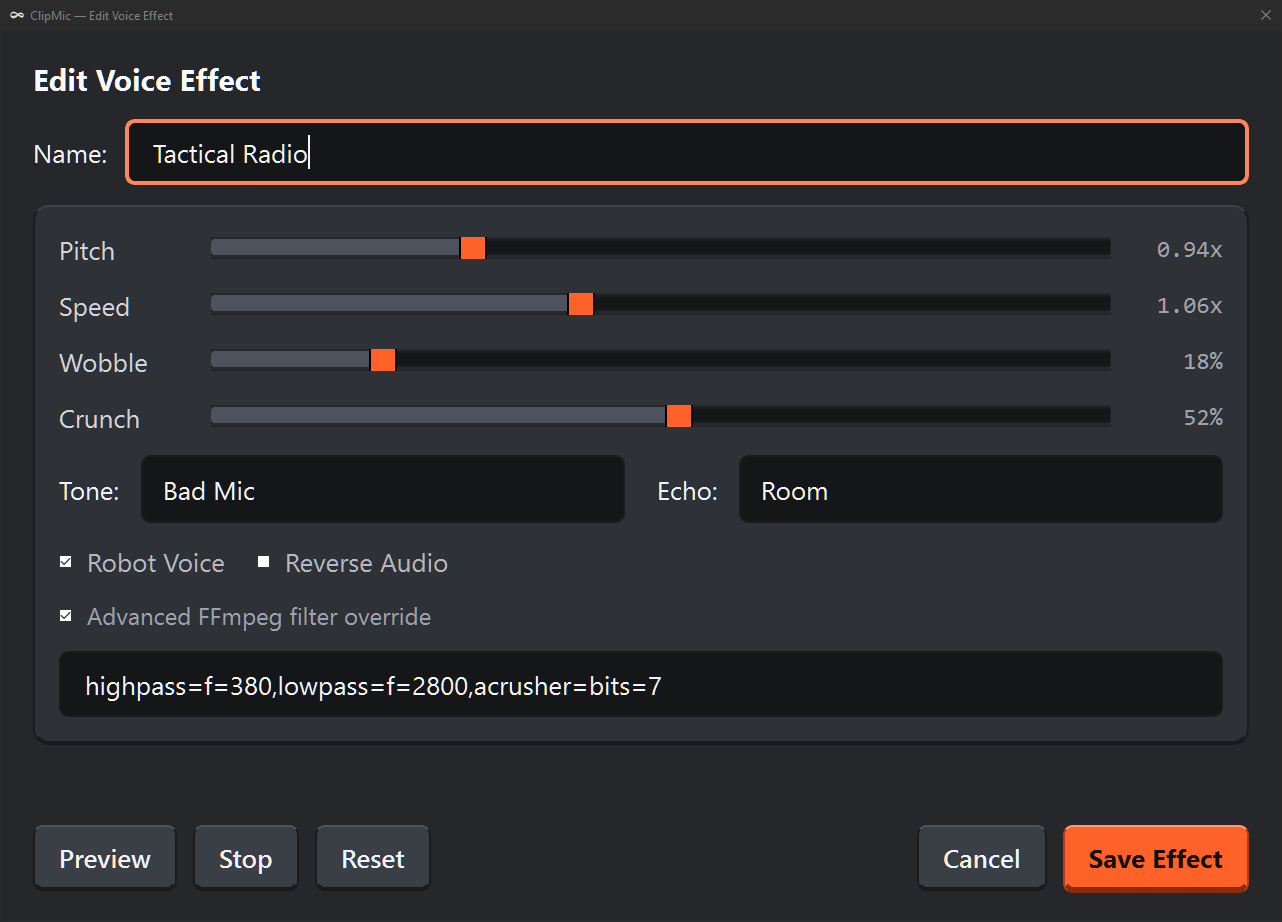 ClipMic — Edit Voice Effect
Edit Voice Effect
Name: Tactical Radio
Pitch 0.94x
Speed 1.06x
Wobble 18%
Crunch 52%
Tone: Bad Mic Echo: Room
Robot Voice Reverse Audio
Advanced FFmpeg filter override
highpass=f=380,lowpass=f=2800,acrusher=bits=7
Preview Stop Reset Cancel Save Effect